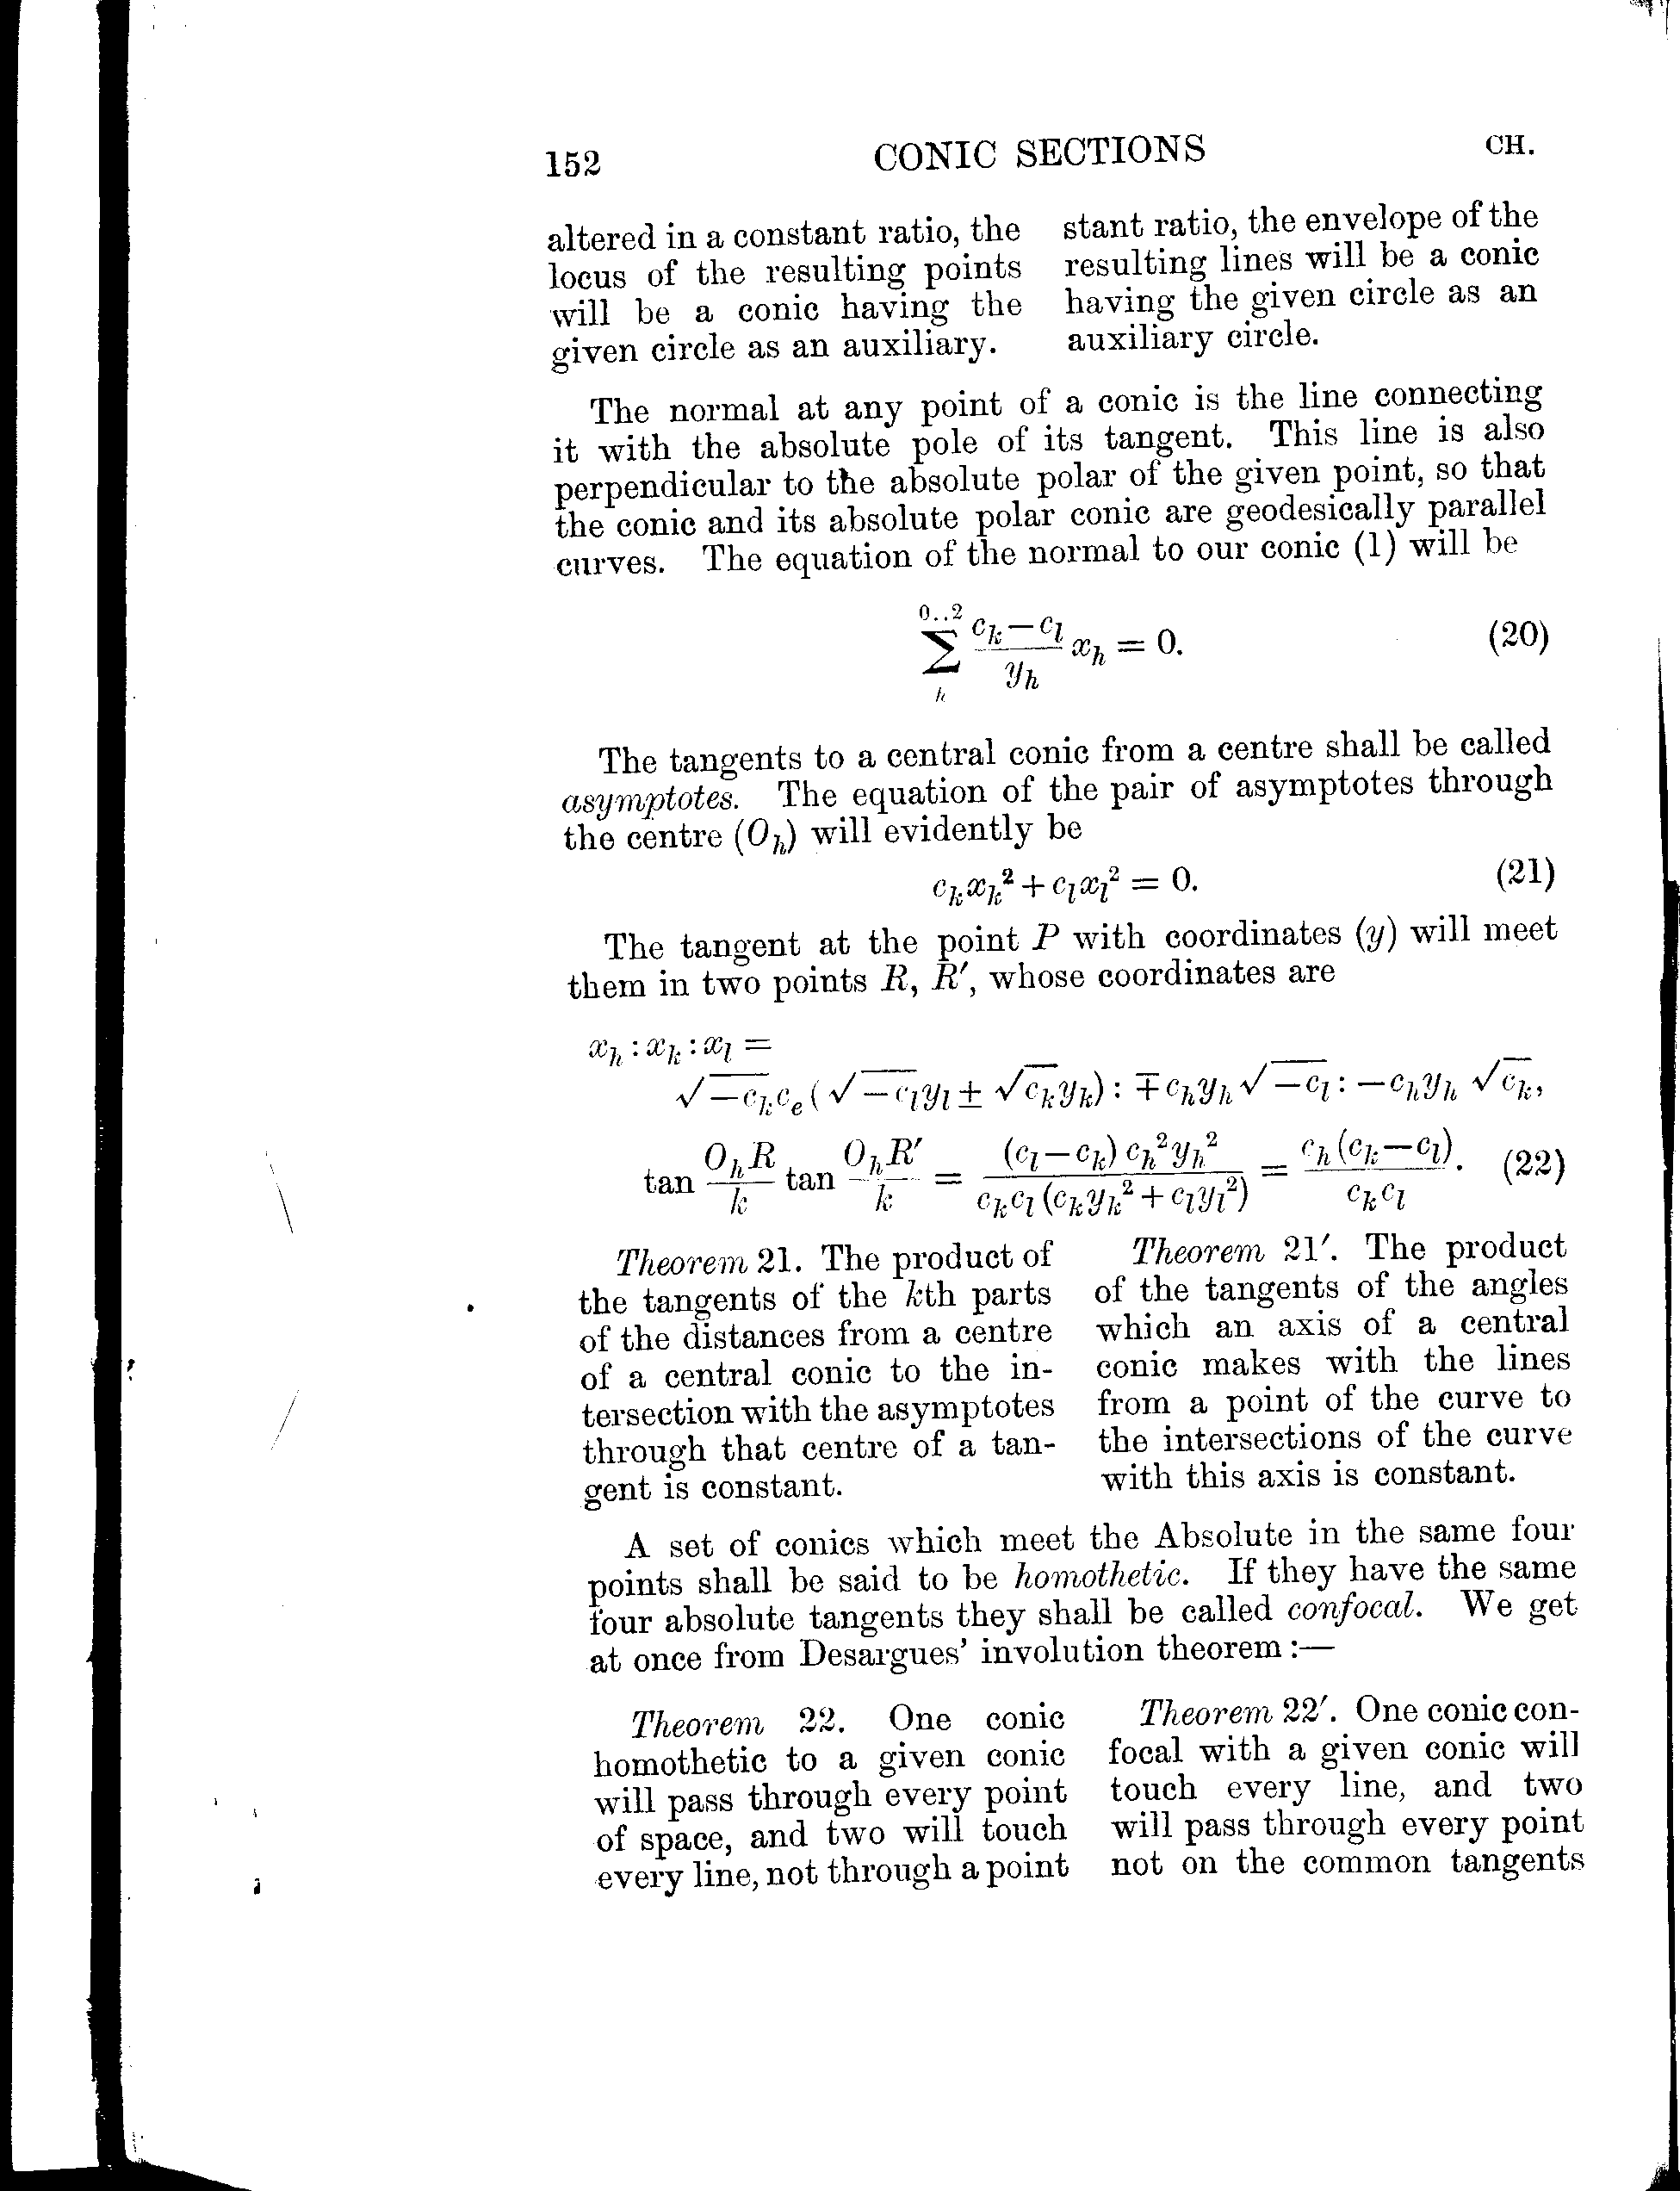 152 CONIC SECTIONS CH.
altered in a constant ratio, the
locus of the resulting points
will be a conic having the
given circle as an auxiliary.
stant ratio, the envelope of the
resulting lines will be a conic
having the given circle as an
auxiliary circle.
The normal at any point of a conic is the line connecting
it with the absolute pole of its tangent. This line is also
perpendicular to the absolute polar of the given point, so that
the conic and its absolute polar conic are geodesically parallel
curves. The equation of the normal to our conic (1) will be
\sum_{h}^{0..2} \frac{c_k - c_l}{y_h} x_h = 0. (20)
The tangents to a central conic from a centre shall be called
asymptotes. The equation of the pair of asymptotes through
the centre (O_h) will evidently be
c_k x_k^2 + c_l x_l^2 = 0. (21)
The tangent at the point P with coordinates (y) will meet
them in two points R, R′, whose coordinates are
x_h : x_k : x_l =
\sqrt{-c_k} c_e (\sqrt{-c_l} y_l ± \sqrt{c_k} y_k) : ∓ c_h y_h \sqrt{-c_l} : -c_h y_h \sqrt{c_k},
tan \frac{O_h R}{k} tan \frac{O_h R′}{k} = \frac{(c_l - c_k) c_h^2 y_h^2}{c_k c_l (c_k y_k^2 + c_l y_l^2)} = \frac{c_h (c_k - c_l)}{c_k c_l}. (22)
Theorem 21. The product of
the tangents of the kth parts
of the distances from a centre
of a central conic to the in-
tersection with the asymptotes
through that centre of a tan-
gent is constant.
Theorem 21′. The product
of the tangents of the angles
which an axis of a central
conic makes with the lines
from a point of the curve to
the intersections of the curve
with this axis is constant.
A set of conics which meet the Absolute in the same four
points shall be said to be homothetic. If they have the same
four absolute tangents they shall be called confocal. We get
at once from Desargues' involution theorem :—
Theorem 22. One conic
homothetic to a given conic
will pass through every point
of space, and two will touch
every line, not through a point
Theorem 22′. One conic con-
focal with a given conic will
touch every line, and two
will pass through every point
not on the common tangents